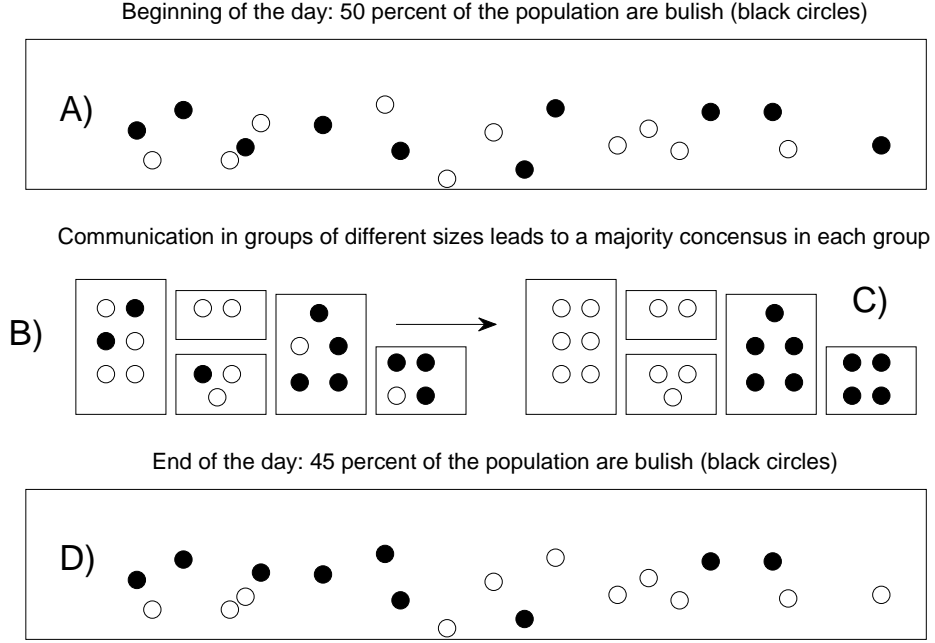 Beginning of the day: 50 percent of the population are bulish (black circles)
A)
Communication in groups of different sizes leads to a majority concensus in each group
B)
C)
End of the day: 45 percent of the population are bulish (black circles)
D)